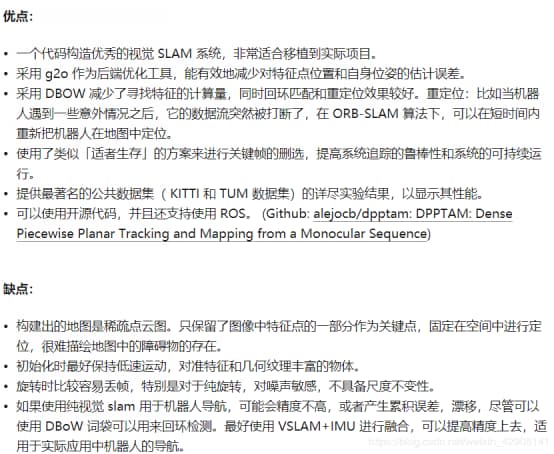 优点：
一个代码构造优秀的视觉 SLAM 系统，非常适合移植到实际项目。
采用 g2o 作为后端优化工具，能有效地减少对特征点位置和自身位姿的估计误差。
采用 DBOW 减少了寻找特征的计算量，同时回环匹配和重定位效果较好。重定位：比如当机器
人遇到一些意外情况之后，它的数据流突然被打断了，在 ORB-SLAM 算法下，可以在短时间内
重新把机器人在地图中定位。
使用了类似「适者生存」的方案来进行关键帧的删选，提高系统追踪的鲁棒性和系统的可持续运
行。
提供最著名的公共数据集（ KITTI 和 TUM 数据集）的详尽实验结果，以显示其性能。
可以使用开源代码，并且还支持使用 ROS。 (Github: alejocb/dpptam: DPPTAM: Dense
Piecewise Planar Tracking and Mapping from a Monocular Sequence)
缺点：
构建出的地图是稀疏点云图。只保留了图像中特征点的一部分作为关键点，固定在空间中进行定
位，很难描绘地图中的障碍物的存在。
初始化时最好保持低速运动，对准特征和几何纹理丰富的物体。
旋转时比较容易丢帧，特别是对于纯旋转，对噪声敏感，不具备尺度不变性。
如果使用纯视觉 slam 用于机器人导航，可能会精度不高，或者产生累积误差，漂移，尽管可以
使用 DBoW 词袋可以用来回环检测。最好使用 VSLAM+IMU 进行融合，可以提高精度上去，适
用于实际应用中机器人的导航。